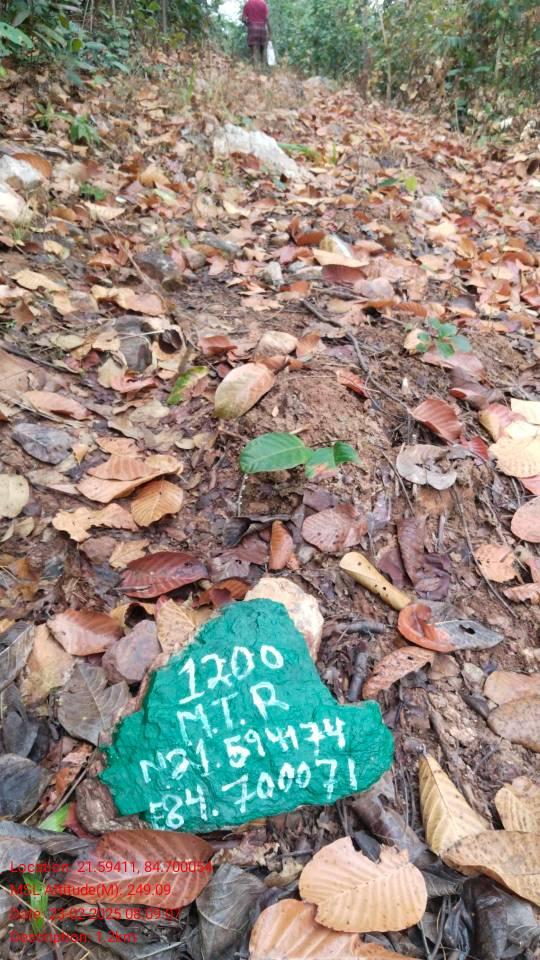 1200
M.T.R
N21.594174
E84.700071
Location: 21.59411, 84.700054
MSL Altitude(M), 249.09
Date: 23-02-2025 08:09:07
Description: 1.2km